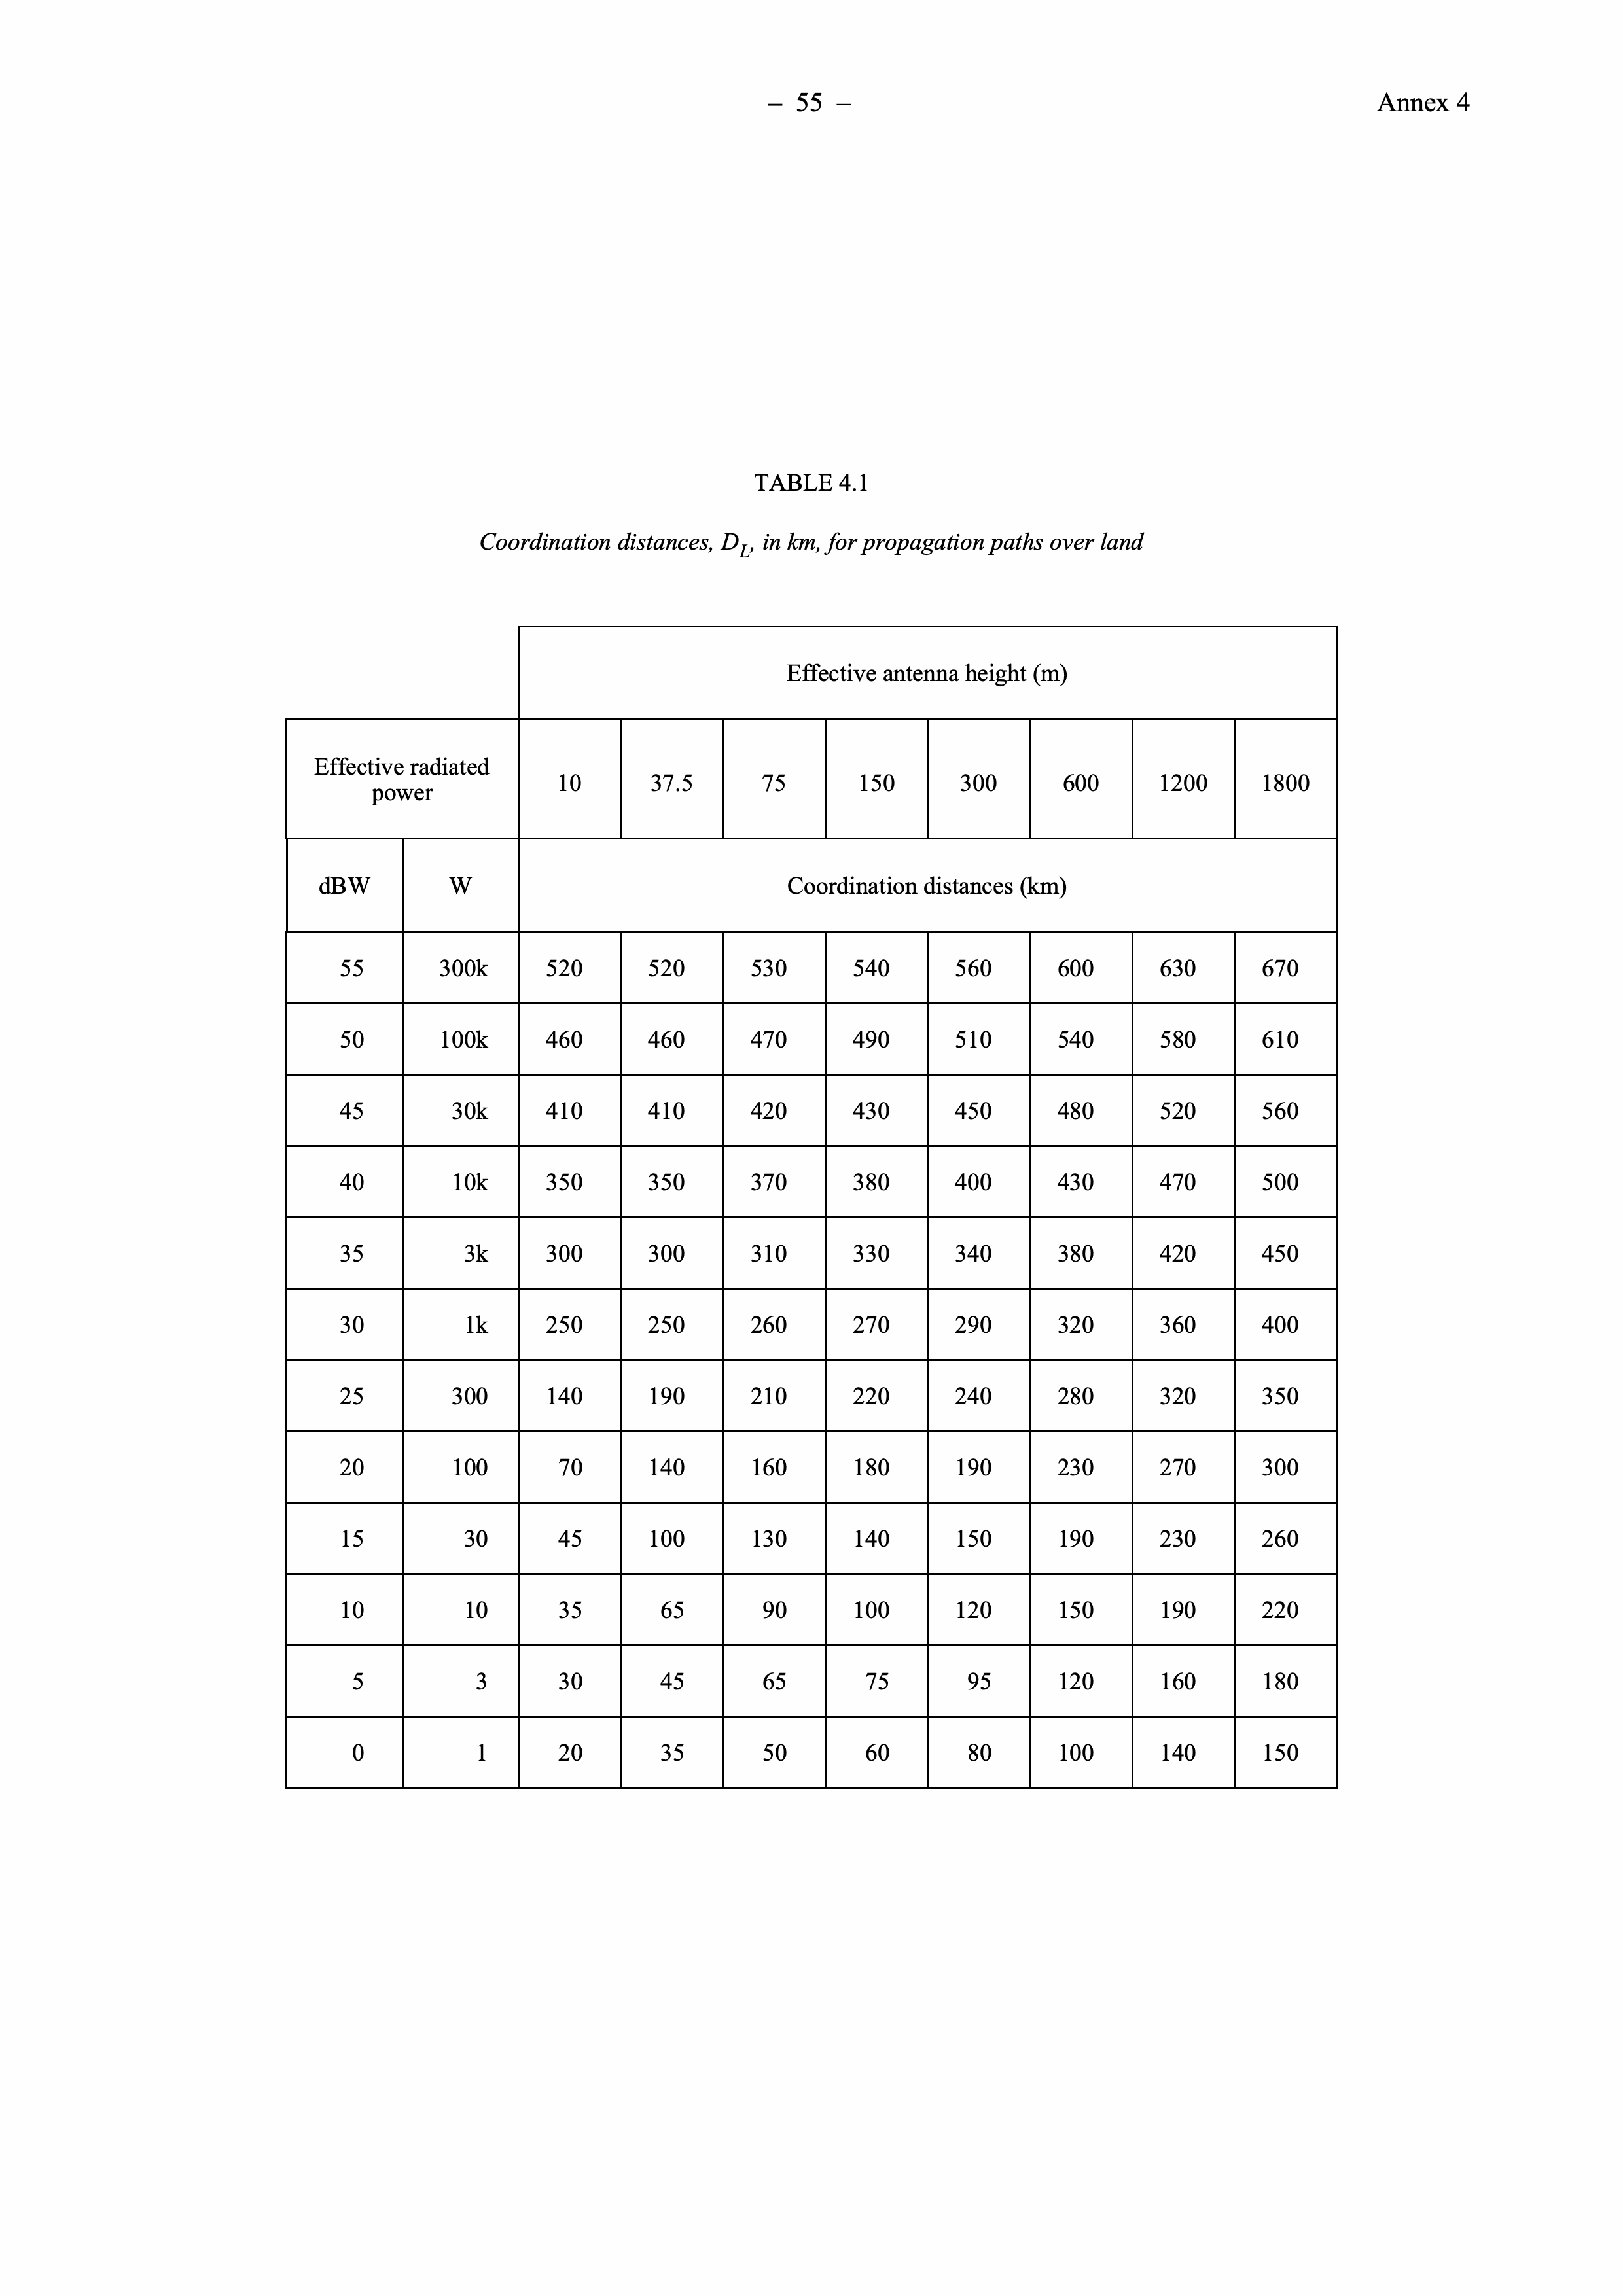 – 55 –
Annex 4
TABLE 4.1
Coordination distances, D_L, in km, for propagation paths over land
Effective antenna height (m)
Effective radiated
power
10 37.5 75 150 300 600 1200 1800
dBW W Coordination distances (km)
55 300k 520 520 530 540 560 600 630 670
50 100k 460 460 470 490 510 540 580 610
45 30k 410 410 420 430 450 480 520 560
40 10k 350 350 370 380 400 430 470 500
35 3k 300 300 310 330 340 380 420 450
30 1k 250 250 260 270 290 320 360 400
25 300 140 190 210 220 240 280 320 350
20 100 70 140 160 180 190 230 270 300
15 30 45 100 130 140 150 190 230 260
10 10 35 65 90 100 120 150 190 220
5 3 30 45 65 75 95 120 160 180
0 1 20 35 50 60 80 100 140 150